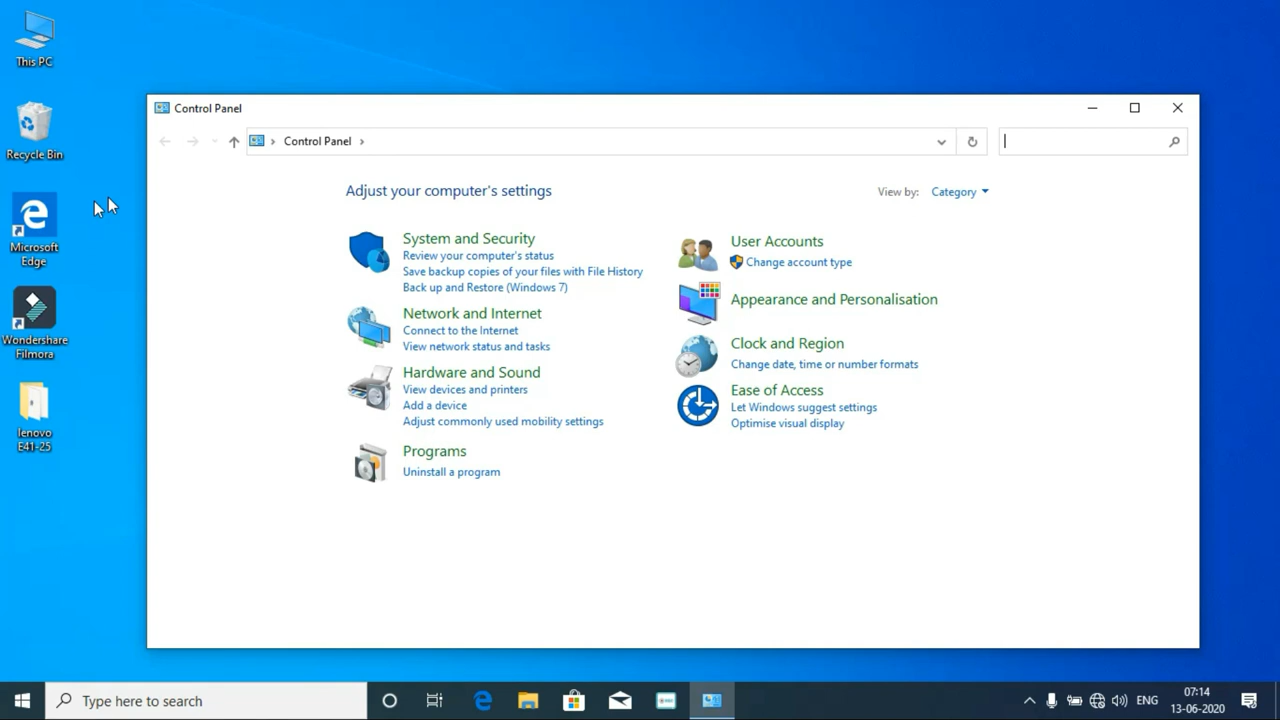 This PC
Recycle Bin
Microsoft
Edge
Wondershare
Filmora
lenovo
E41-25
Control Panel
Control Panel
Adjust your computer's settings
View by: Category
System and Security
Review your computer's status
Save backup copies of your files with File History
Back up and Restore (Windows 7)
Network and Internet
Connect to the Internet
View network status and tasks
Hardware and Sound
View devices and printers
Add a device
Adjust commonly used mobility settings
Programs
Uninstall a program
User Accounts
Change account type
Appearance and Personalisation
Clock and Region
Change date, time or number formats
Ease of Access
Let Windows suggest settings
Optimise visual display
Type here to search
ENG
07:14
13-06-2020